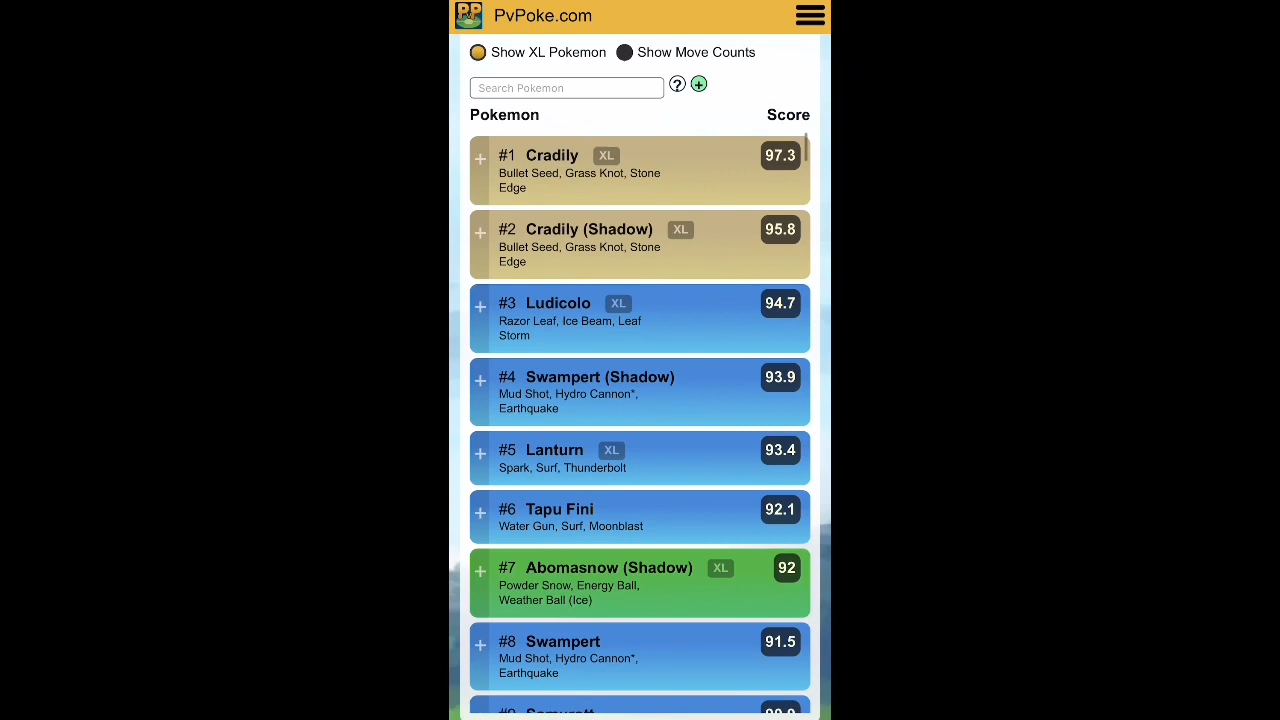 PvPoke.com
Show XL Pokemon Show Move Counts
Search Pokemon ? +
Pokemon Score
#1 Cradily XL 97.3
Bullet Seed, Grass Knot, Stone
Edge
#2 Cradily (Shadow) XL 95.8
Bullet Seed, Grass Knot, Stone
Edge
#3 Ludicolo XL 94.7
Razor Leaf, Ice Beam, Leaf
Storm
#4 Swampert (Shadow) 93.9
Mud Shot, Hydro Cannon*,
Earthquake
#5 Lanturn XL 93.4
Spark, Surf, Thunderbolt
#6 Tapu Fini 92.1
Water Gun, Surf, Moonblast
#7 Abomasnow (Shadow) XL 92
Powder Snow, Energy Ball,
Weather Ball (Ice)
#8 Swampert 91.5
Mud Shot, Hydro Cannon*,
Earthquake